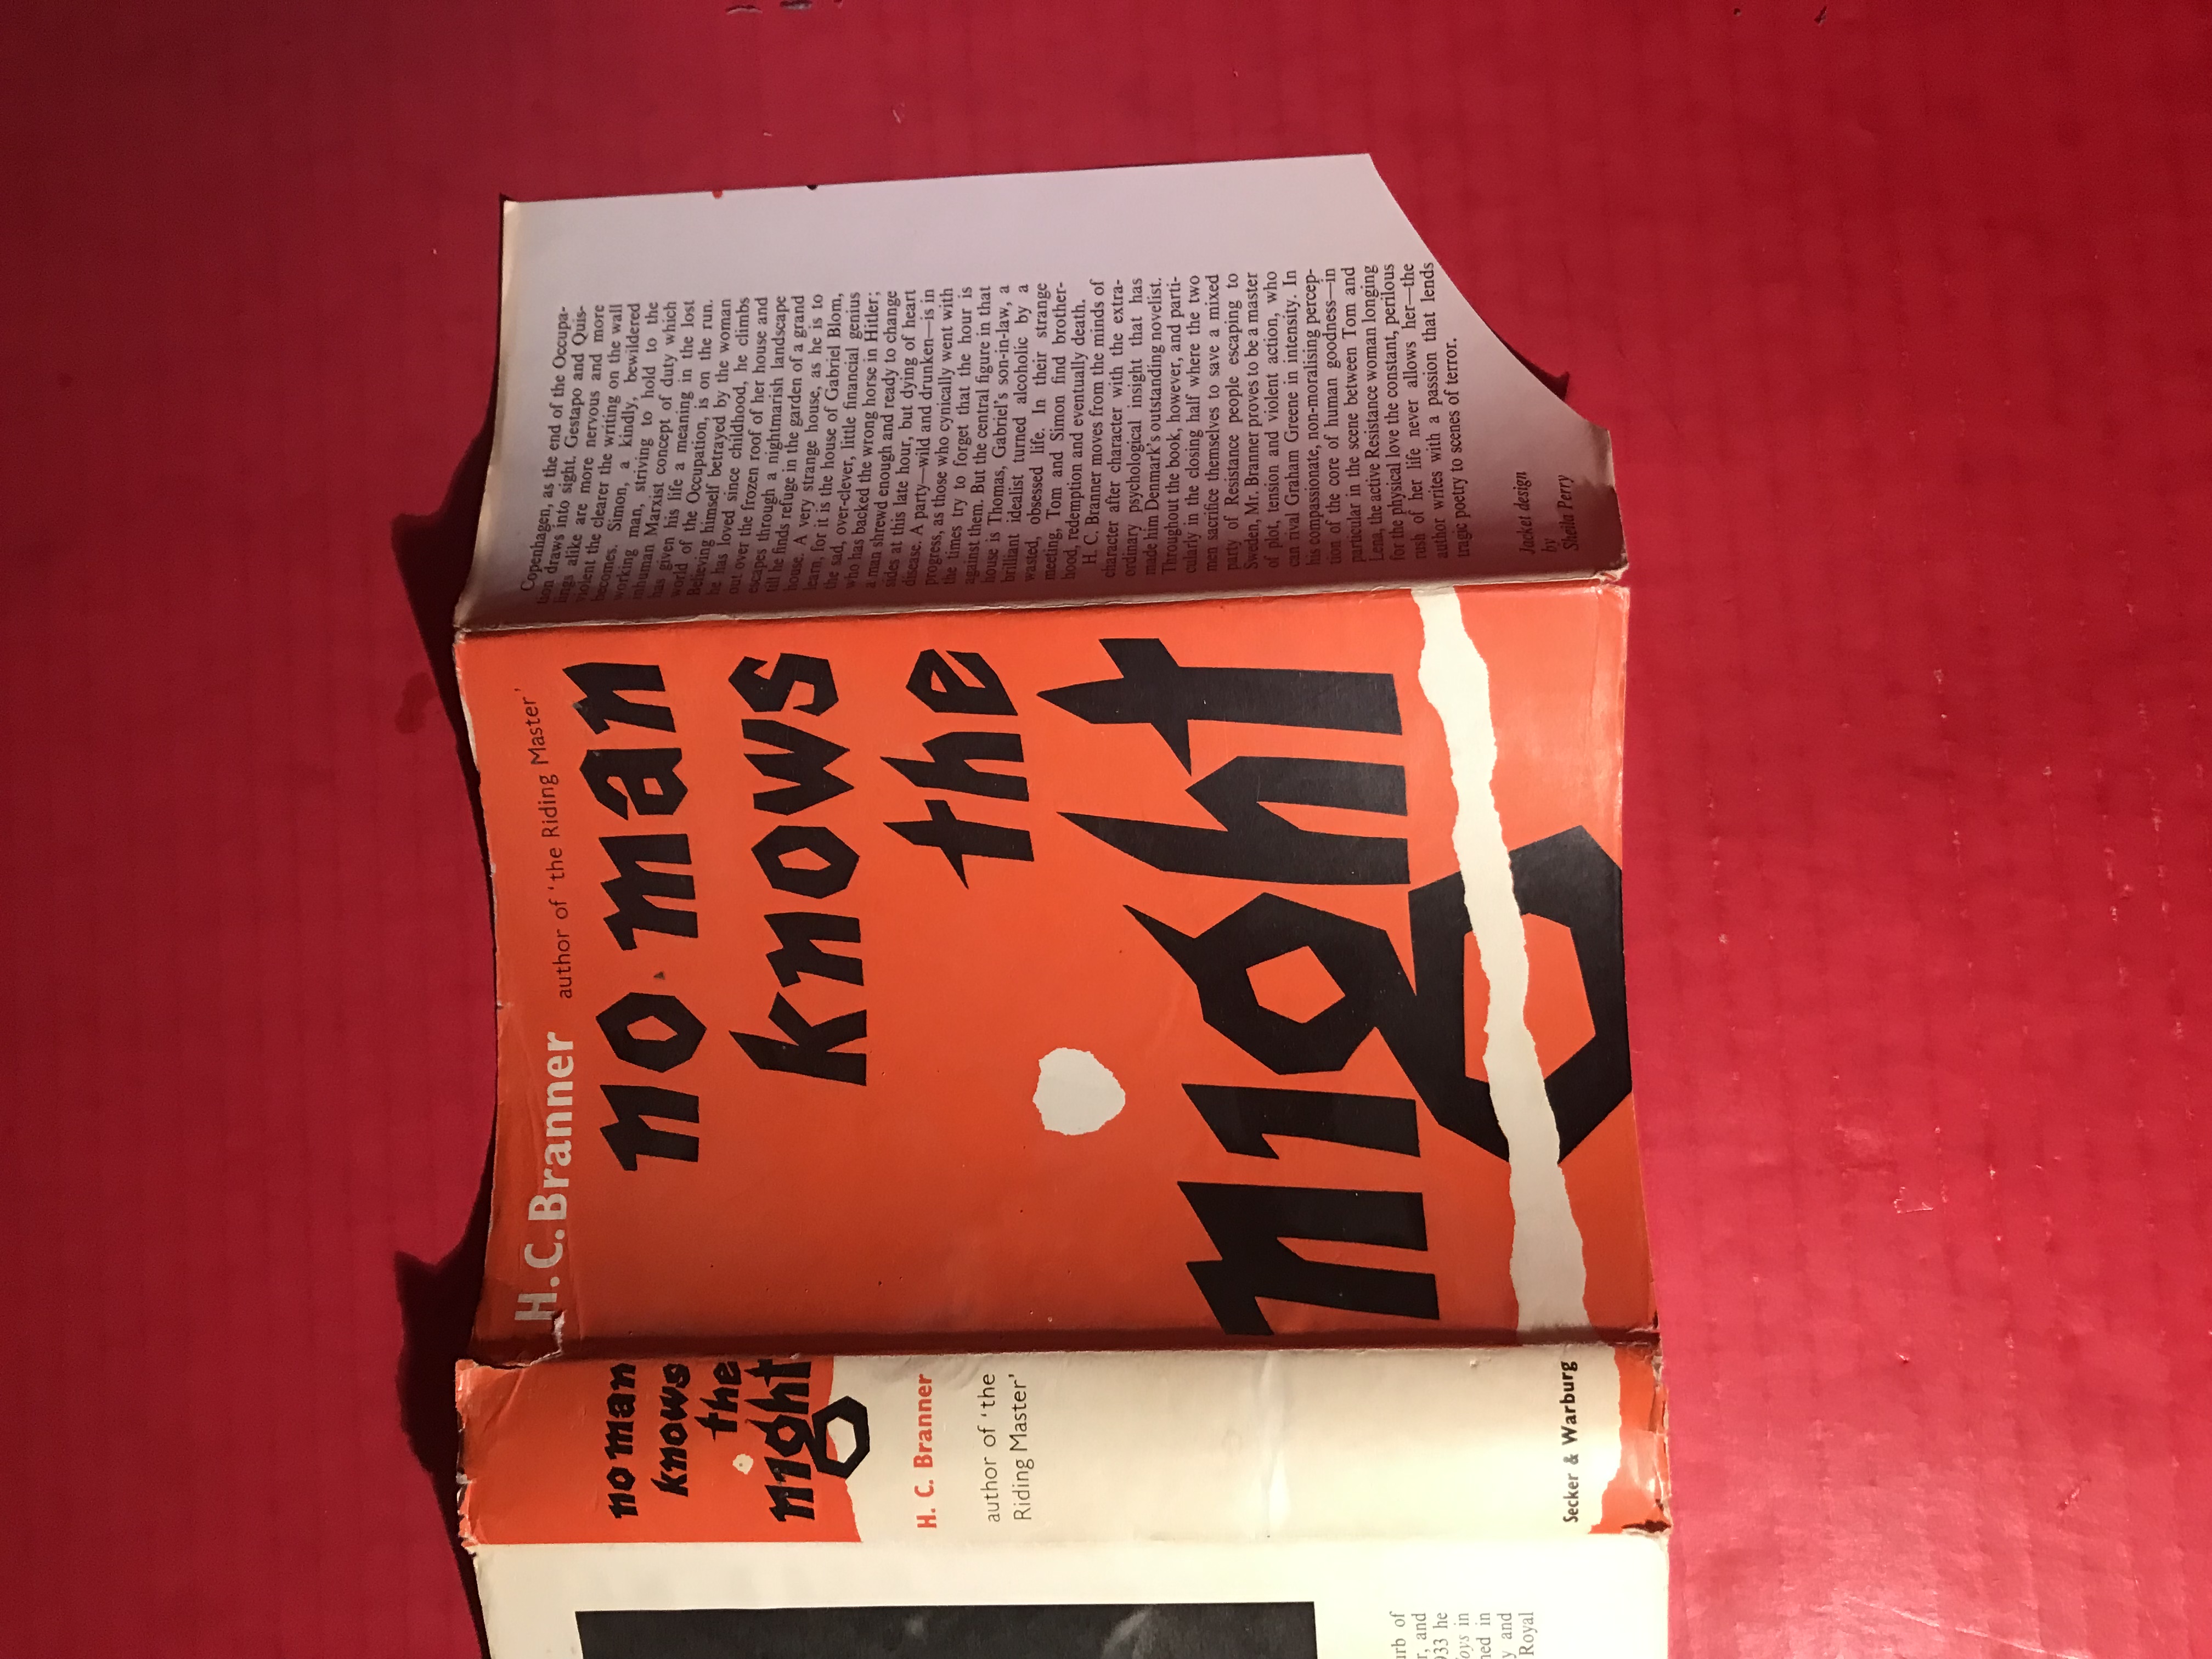 H.C.Branner author of 'the Riding Master'
no man
knows
the
night
no man
knows
the
night
H. C. Branner
author of 'the
Riding Master'
Secker & Warburg
Copenhagen, as the end of the Occupa-
tion draws into sight. Gestapo and Quis-
lings alike are more nervous and more
violent the clearer the writing on the wall
becomes. Simon, a kindly, bewildered
working man, striving to hold to the
inhuman Marxist concept of duty which
has given his life a meaning in the lost
world of the Occupation, is on the run.
Believing himself betrayed by the woman
he has loved since childhood, he climbs
out over the frozen roof of her house and
escapes through a nightmarish landscape
till he finds refuge in the garden of a grand
house. A very strange house, as he is to
learn, for it is the house of Gabriel Blom,
the sad, over-clever, little financial genius
who has backed the wrong horse in Hitler;
a man shrewd enough and ready to change
sides at this late hour, but dying of heart
disease. A party—wild and drunken—is in
progress, as those who cynically went with
the times try to forget that the hour is
against them. But the central figure in that
house is Thomas, Gabriel's son-in-law, a
brilliant idealist turned alcoholic by a
wasted, obsessed life. In their strange
meeting, Tom and Simon find brother-
hood, redemption and eventually death.
H. C. Branner moves from the minds of
character after character with the extra-
ordinary psychological insight that has
made him Denmark's outstanding novelist.
Throughout the book, however, and parti-
cularly in the closing half where the two
men sacrifice themselves to save a mixed
party of Resistance people escaping to
Sweden, Mr. Branner proves to be a master
of plot, tension and violent action, who
can rival Graham Greene in intensity. In
his compassionate, non-moralising percep-
tion of the core of human goodness—in
particular in the scene between Tom and
Lena, the active Resistance woman longing
for the physical love the constant, perilous
rush of her life never allows her—the
author writes with a passion that lends
tragic poetry to scenes of terror.
Jacket design
by
Sheila Perry
of
and
he
in
in
and
Royal